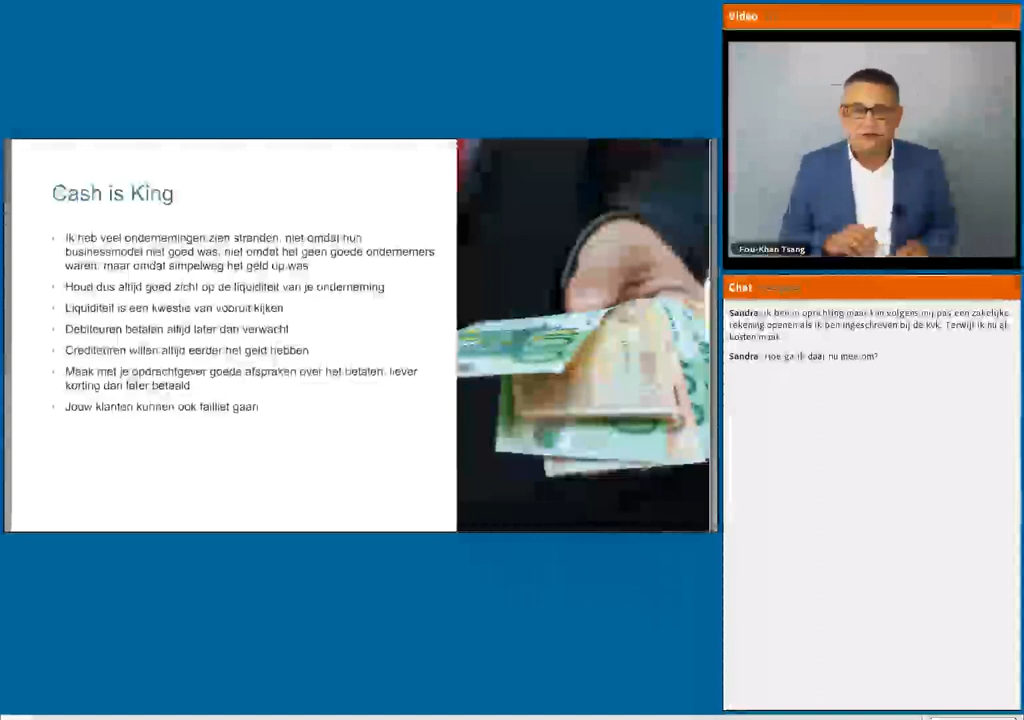 Cash is King
Ik heb veel ondernemingen zien stranden, niet omdat hun
businessmodel niet goed was, niet omdat het geen goede ondernemers
waren, maar omdat simpelweg het geld op was
Houd dus altijd goed zicht op de liquiditeit van je onderneming
Liquiditeit is een kwestie van vooruit kijken
Debiteuren betalen altijd later dan verwacht
Crediteuren willen altijd eerder het geld hebben
Maak met je opdrachtgever goede afspraken over het betalen: liever
korting dan later betaald
Jouw klanten kunnen ook failliet gaan
Video
Fou-Khan Tsang
Chat
Sandra: ik ben in oprichting maar kan volgens mij pas een zakelijke
rekening openen als ik ben ingeschreven bij de kvk. Terwijl ik nu al
kosten maak
Sandra: Hoe ga ik daar nu mee om?